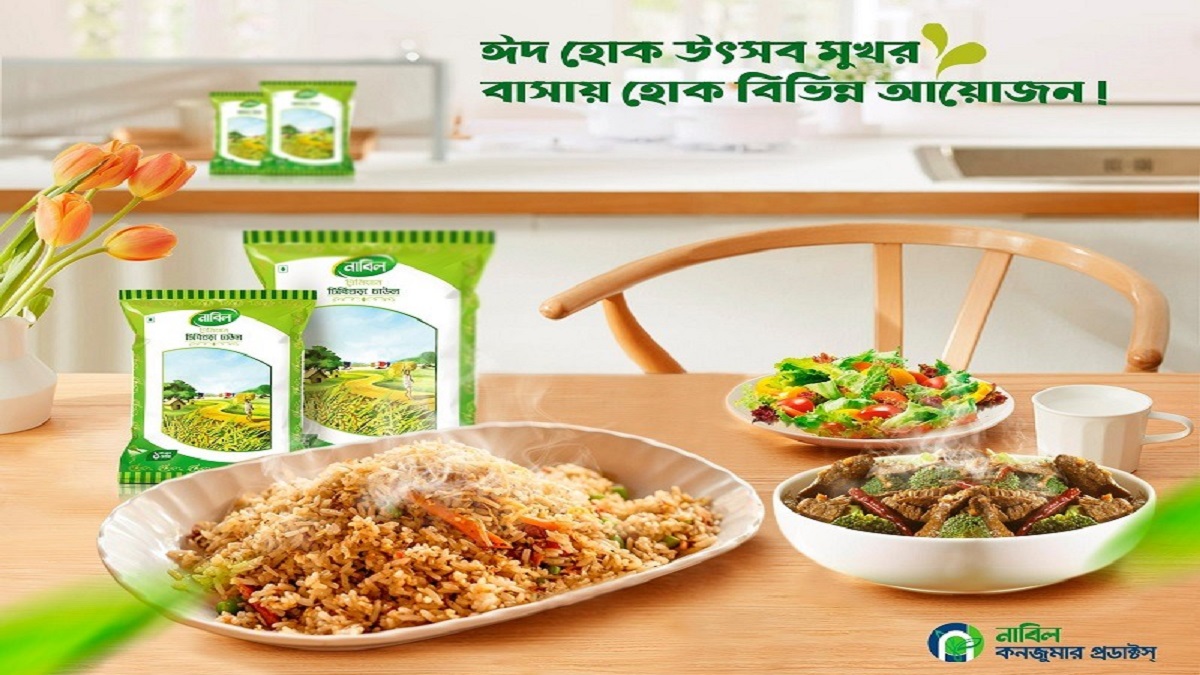 ঈদ হোক উৎসব মুখর
বাসায় হোক বিভিন্ন আয়োজন !
নাবিল
প্রিমিয়াম
চিনিগুড়া চাউল
নাবিল
প্রিমিয়াম
চিনিগুড়া চাউল
নাবিল
কনজুমার প্রডাক্টস্